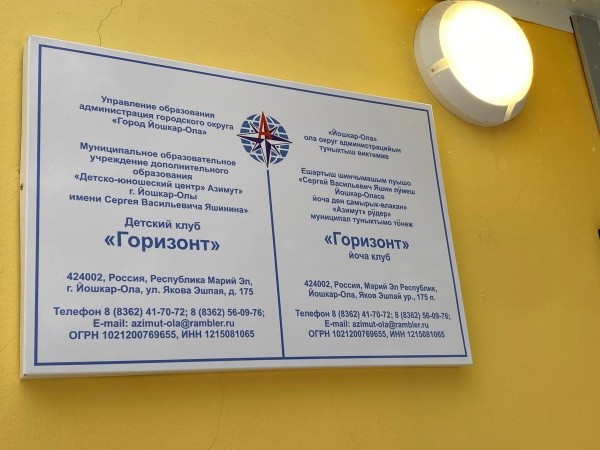 Управление образования
администрация городского округа
«Город Йошкар-Ола»
Муниципальное образовательное
учреждение дополнительного
образования
«Детско-юношеский центр» Азимут»
г. Йошкар-Олы
имени Сергея Васильевича Яшинина»
Детский клуб
«Горизонт»
424002, Россия, Республика Марий Эл,
г. Йошкар-Ола, ул. Якова Эшпая, д. 175
Телефон 8 (8362) 41-70-72; 8 (8362) 56-09-76;
E-mail: azimut-ola@rambler.ru
ОГРН 1021200769655, ИНН 1215081065
«Йошкар-Ола»
ола округ администрацийын
туныктыш виктемже
Ешартыш шинчымашым пуышо
«Сергей Васильевич Яшин лӱмеш
Йошкар-Оласе
йоча ден самырык-влакан»
«Азимут» рӱдер»
муниципал туныктымо тӧнеж
«Горизонт»
йоча клуб
424002, Россия, Марий Эл Республик,
Йошкар-Ола, Яков Эшпай ур., 175 п.
Телефон 8 (8362) 41-70-72; 8 (8362) 56-09-76;
E-mail: azimut-ola@rambler.ru
ОГРН 1021200769655, ИНН 1215081065